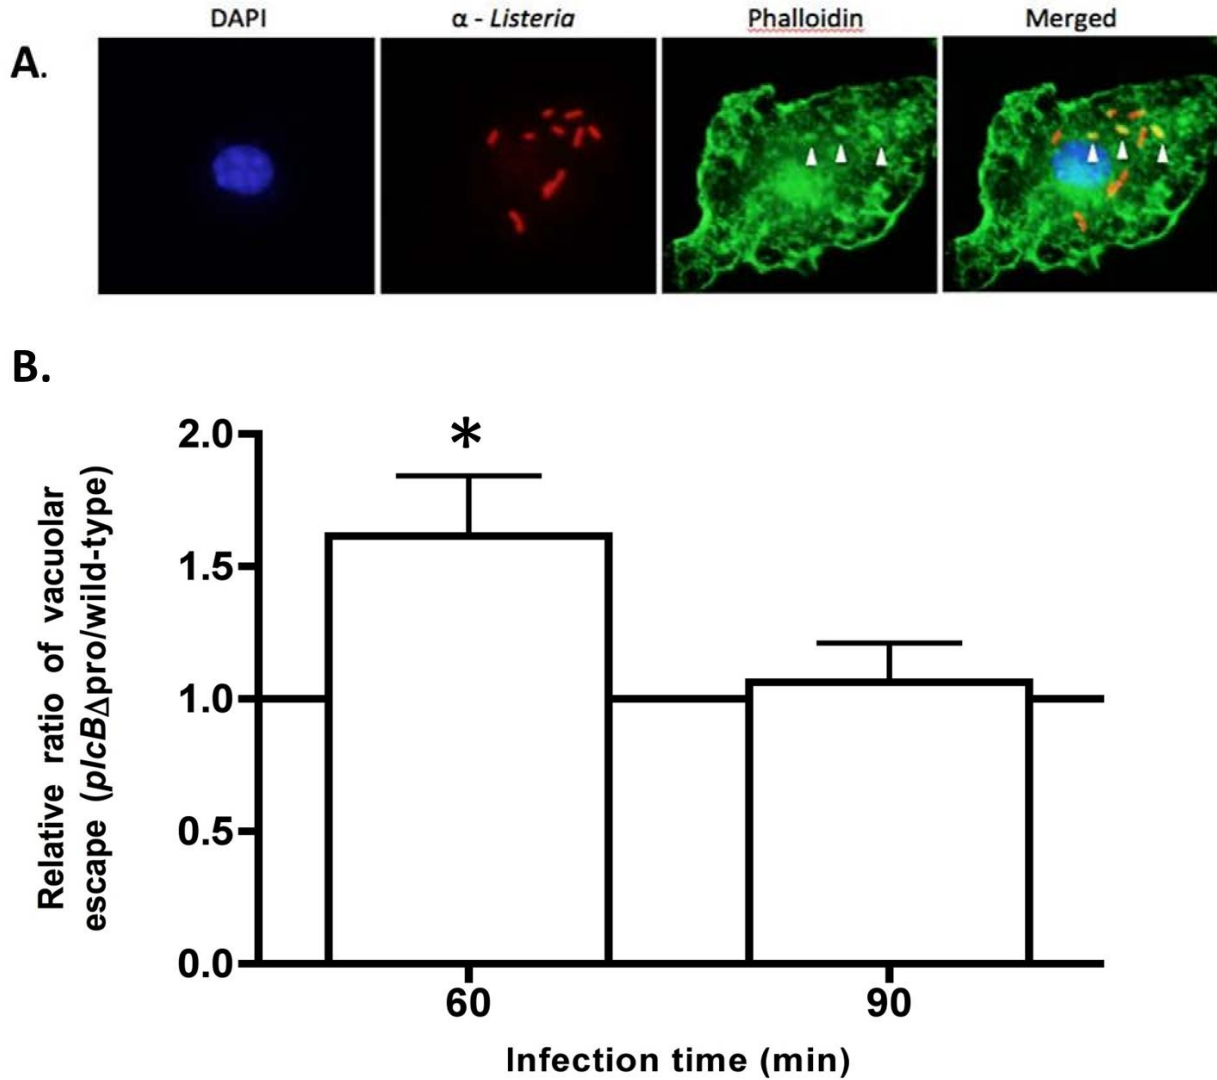 DAPI
α - Listeria
Phalloidin
Merged
A.
B.
2.0
*
1.5
1.0
0.5
0.0
Relative ratio of vacuolar
escape (plcBΔpro/wild-type)
60
90
Infection time (min)